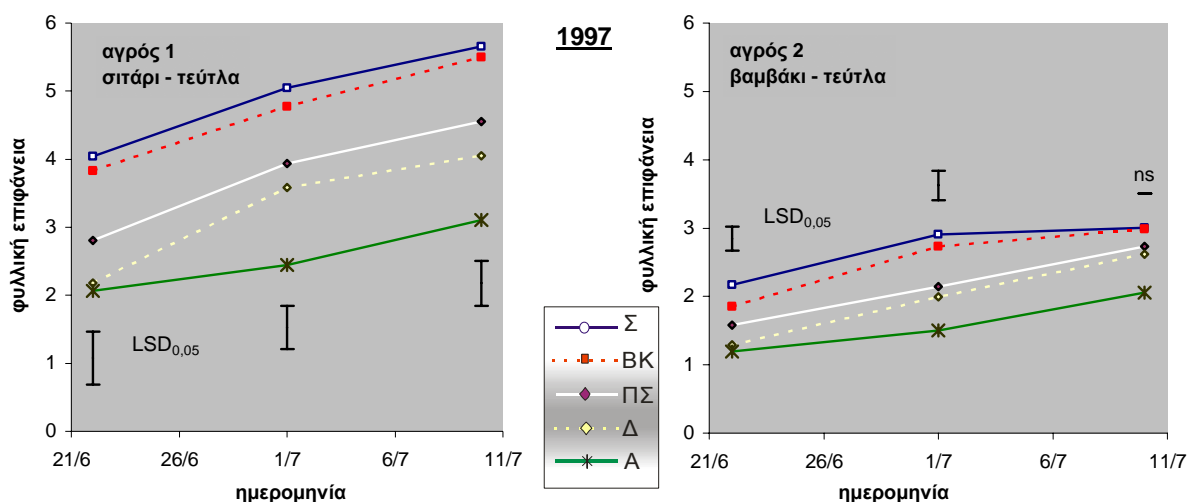 1997
αγρός 1
σιτάρι - τεύτλα
φυλλική επιφάνεια
6
5
4
3
2
1
0
LSD0,05
21/6 26/6 1/7 6/7 11/7
ημερομηνία
Σ
ΒΚ
ΠΣ
Δ
Α
αγρός 2
βαμβάκι - τεύτλα
φυλλική επιφάνεια
6
5
4
3
2
1
0
LSD0,05
ns
21/6 26/6 1/7 6/7 11/7
ημερομηνία